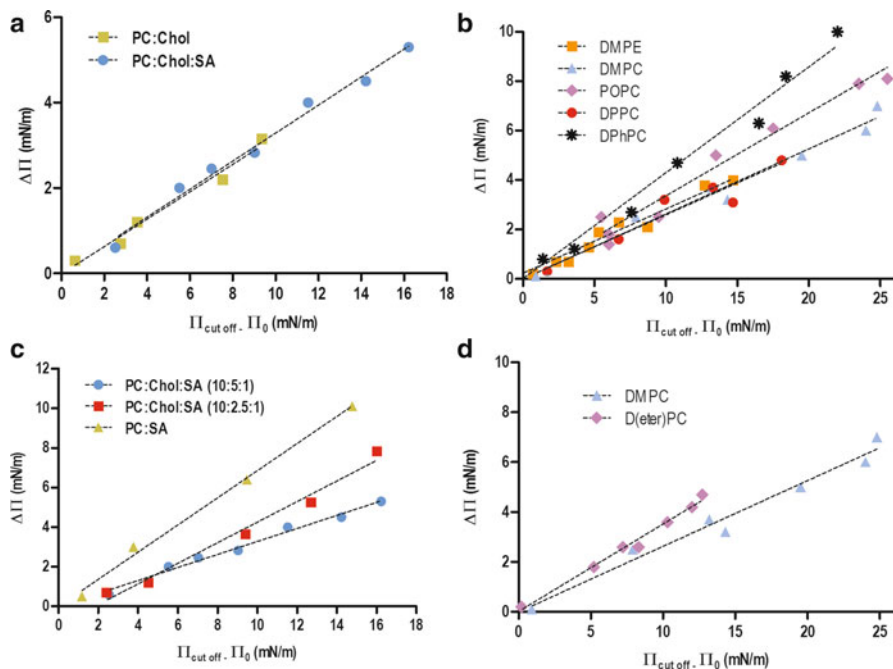 a
PC:Chol
PC:Chol:SA
ΔΠ (mN/m)
6
4
2
0
0 2 4 6 8 10 12 14 16 18
Πcut off - Π0 (mN/m)
b
DMPE
DMPC
POPC
DPPC
DPhPC
ΔΠ (mN/m)
10
8
6
4
2
0
0 5 10 15 20 25
Πcut off - Π0 (mN/m)
c
PC:Chol:SA (10:5:1)
PC:Chol:SA (10:2.5:1)
PC:SA
ΔΠ (mN/m)
12
10
8
6
4
2
0
0 2 4 6 8 10 12 14 16 18
Πcut off - Π0 (mN/m)
d
DMPC
D(eter)PC
ΔΠ (mN/m)
10
8
6
4
2
0
0 5 10 15 20 25
Πcut off - Π0 (mN/m)